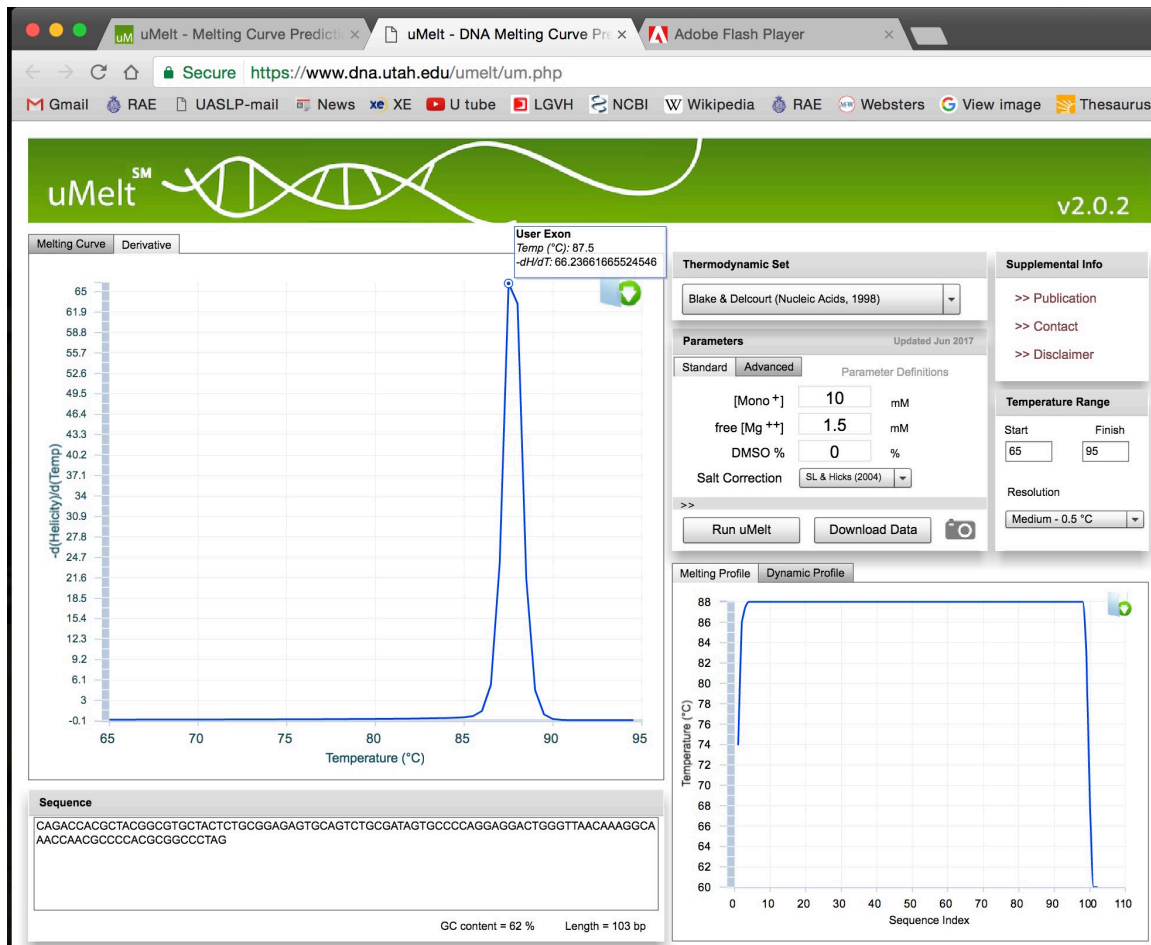 uM uMelt - Melting Curve Predicti
uMelt - DNA Melting Curve Pre
Adobe Flash Player
Secure https://www.dna.utah.edu/umelt/um.php
Gmail RAE UASLP-mail News XE U tube LGVH NCBI Wikipedia RAE Websters View image Thesaurus
uMelt SM
v2.0.2
Melting Curve Derivative
User Exon
Temp (°C): 87.5
-dH/dT: 66.23661665524546
65
61.9
58.8
55.7
52.6
49.5
46.4
43.3
40.2
37.1
34
30.9
27.8
24.7
21.6
18.5
15.4
12.3
9.2
6.1
3
-0.1
-d(Helicity)/d(Temp)
65 70 75 80 85 90 95
Temperature (°C)
Thermodynamic Set
Blake & Delcourt (Nucleic Acids, 1998)
Parameters Updated Jun 2017
Standard Advanced Parameter Definitions
[Mono +] 10 mM
free [Mg ++] 1.5 mM
DMSO % 0 %
Salt Correction SL & Hicks (2004)
>>
Run uMelt Download Data
Supplemental Info
>> Publication
>> Contact
>> Disclaimer
Temperature Range
Start Finish
65 95
Resolution
Medium - 0.5 °C
Melting Profile Dynamic Profile
88
86
84
82
80
78
76
74
72
70
68
66
64
62
60
Temperature (°C)
0 10 20 30 40 50 60 70 80 90 100 110
Sequence Index
Sequence
CAGACCACGCTACGGCGTGCTACTCTGCGGAGAGTGCAGTCTGCGATAGTGCCCCAGGAGGACTGGGTTAACAAAGGCA
AACCAACGCCCCACGCGGCCCTAG
GC content = 62 % Length = 103 bp